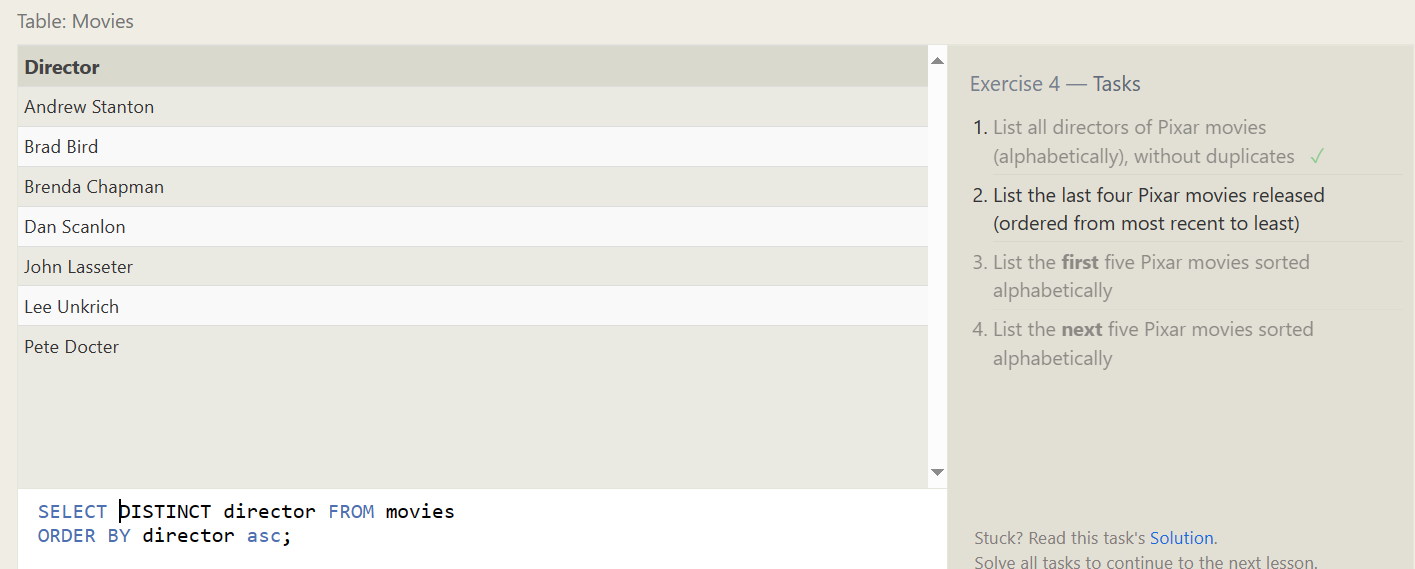 Table: Movies
Director
Andrew Stanton
Brad Bird
Brenda Chapman
Dan Scanlon
John Lasseter
Lee Unkrich
Pete Docter
SELECT DISTINCT director FROM movies
ORDER BY director asc;
Exercise 4 — Tasks
1. List all directors of Pixar movies
(alphabetically), without duplicates ✓
2. List the last four Pixar movies released
(ordered from most recent to least)
3. List the first five Pixar movies sorted
alphabetically
4. List the next five Pixar movies sorted
alphabetically
Stuck? Read this task's Solution.
Solve all tasks to continue to the next lesson.